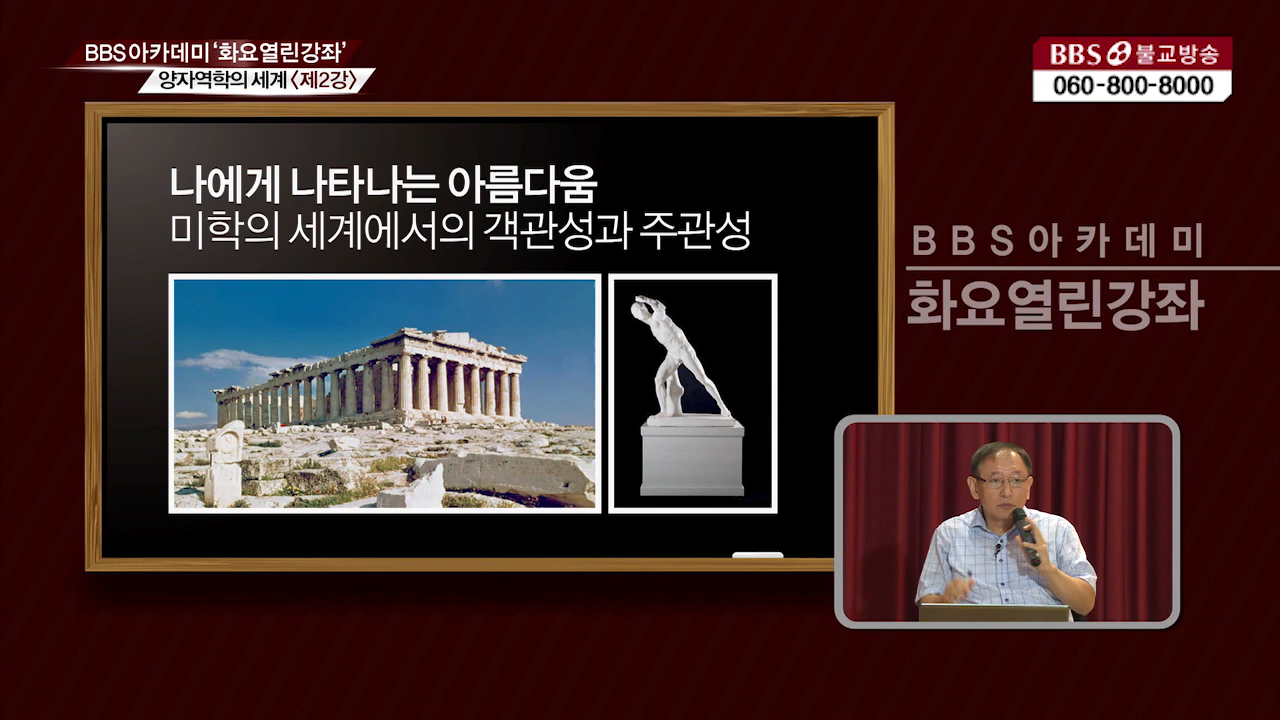 BBS아카데미 ‘화요열린강좌’
양자역학의 세계〈제2강〉
BBS 불교방송
060-800-8000
나에게 나타나는 아름다움
미학의 세계에서의 객관성과 주관성
BBS아카데미
화요열린강좌